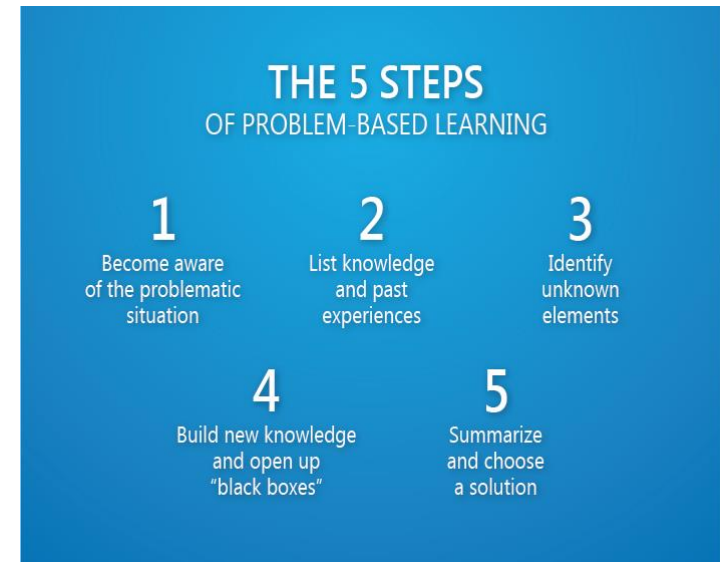 THE 5 STEPS
OF PROBLEM-BASED LEARNING
1
Become aware
of the problematic
situation
2
List knowledge
and past
experiences
3
Identify
unknown
elements
4
Build new knowledge
and open up
"black boxes"
5
Summarize
and choose
a solution